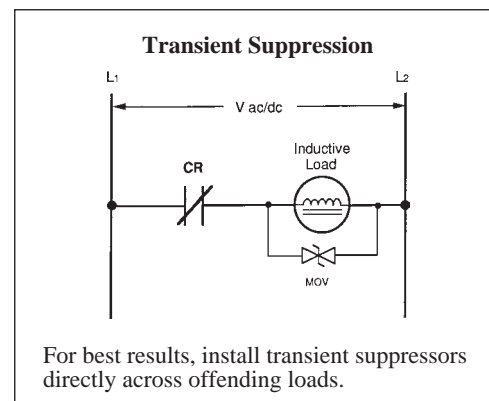 Transient Suppression
L1 L2
V ac/dc
Inductive
Load
CR
MOV
For best results, install transient suppressors
directly across offending loads.